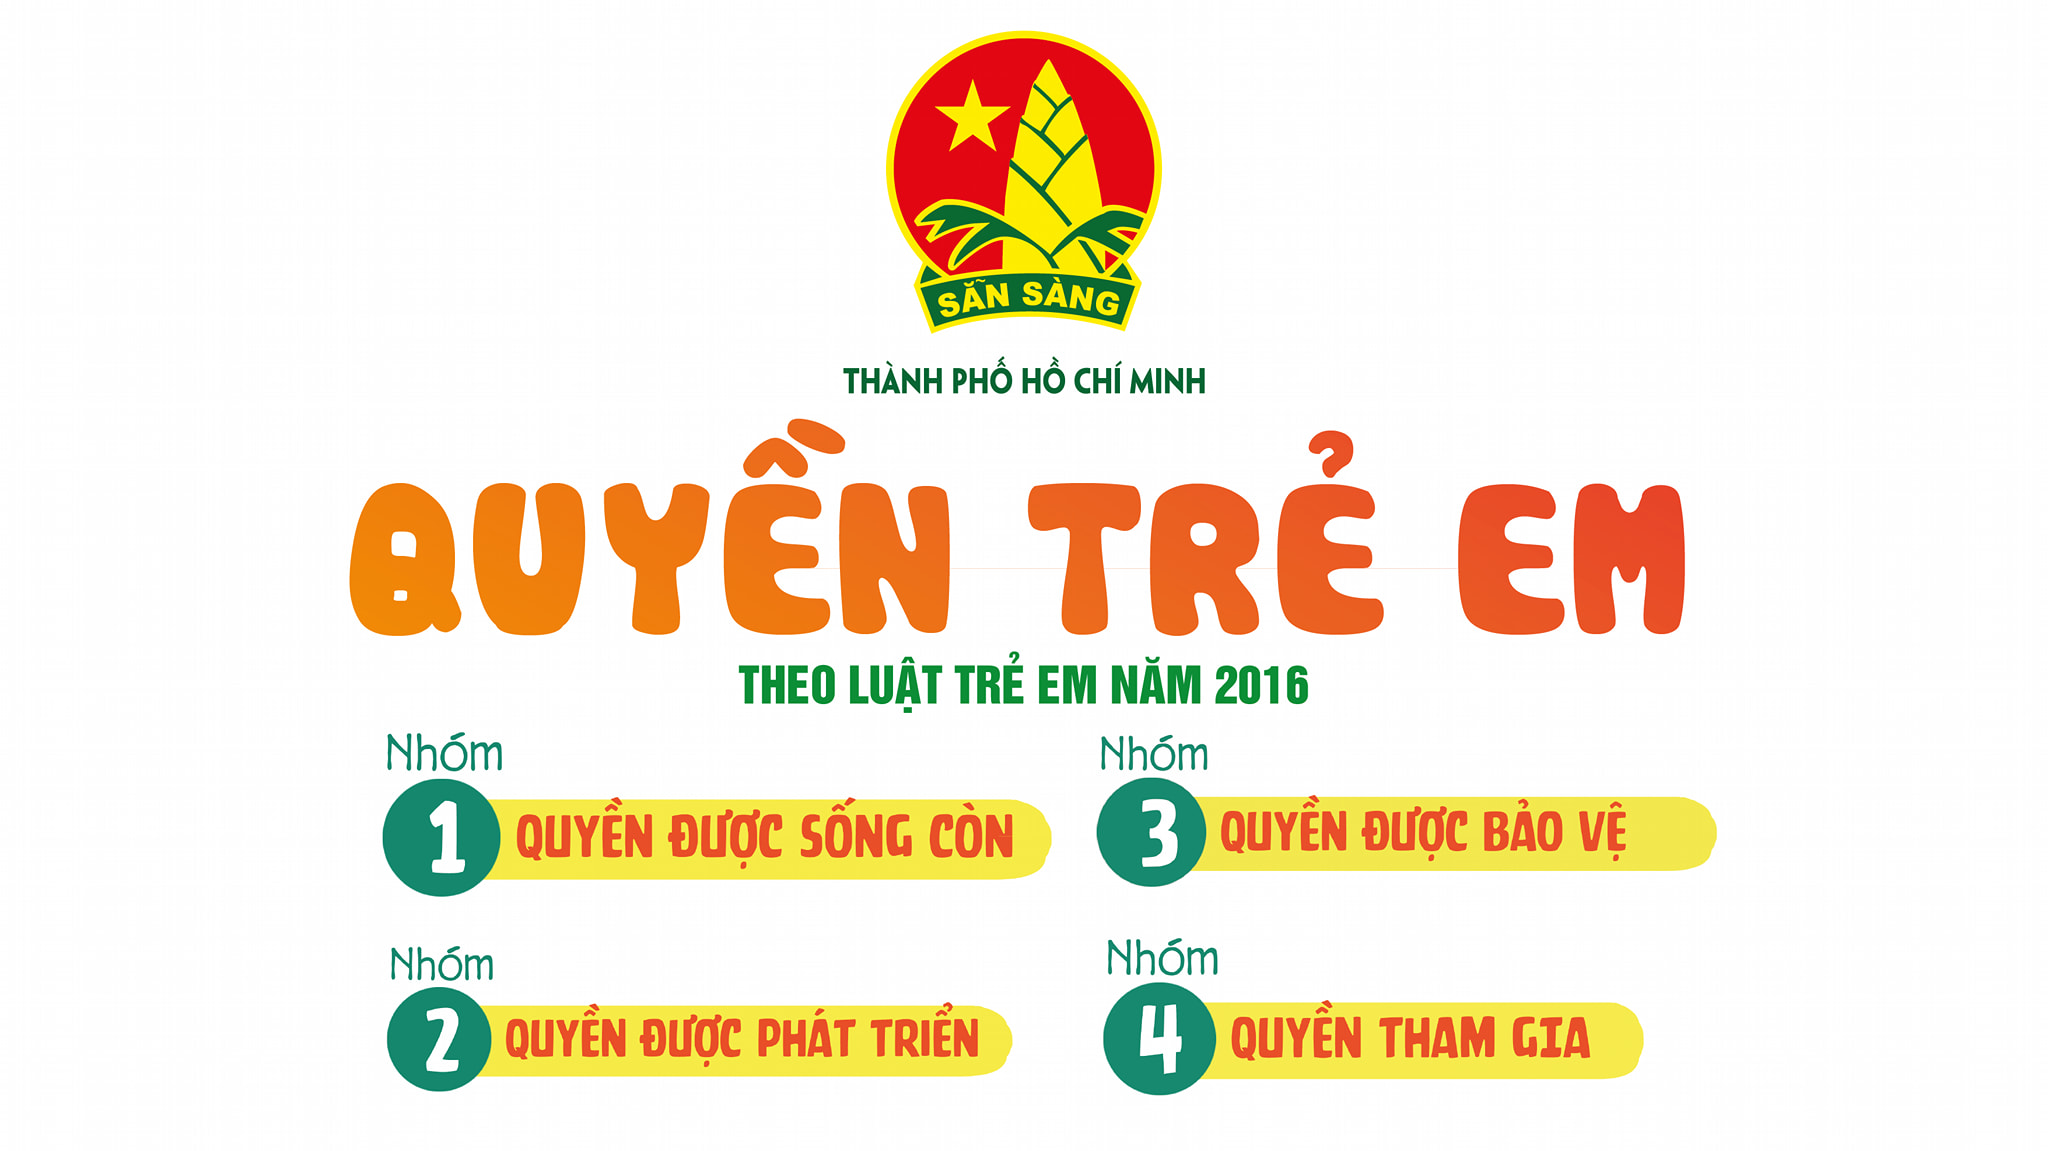 SẴN SÀNG
THÀNH PHỐ HỒ CHÍ MINH
QUYỀN TRẺ EM
THEO LUẬT TRẺ EM NĂM 2016
Nhóm
1 QUYỀN ĐƯỢC SỐNG CÒN
Nhóm
2 QUYỀN ĐƯỢC PHÁT TRIỂN
Nhóm
3 QUYỀN ĐƯỢC BẢO VỆ
Nhóm
4 QUYỀN THAM GIA